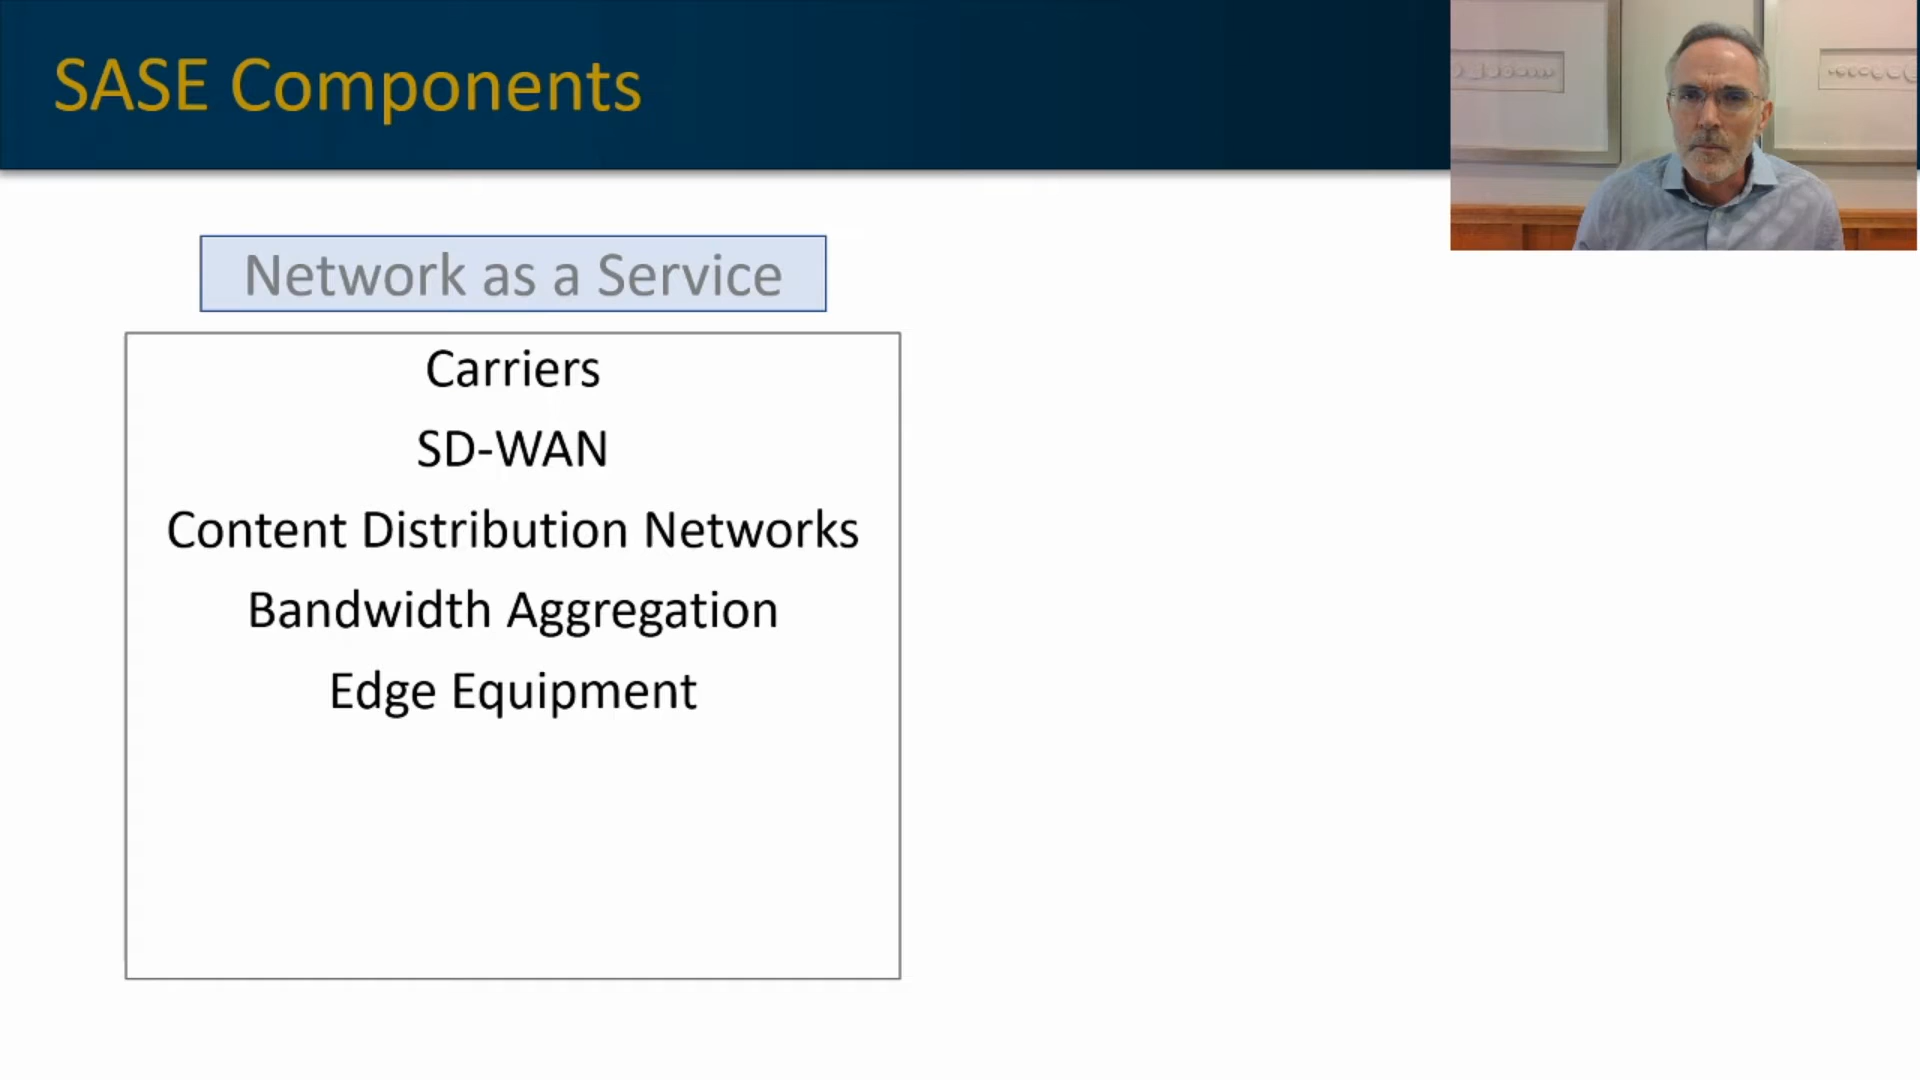 SASE Components
Network as a Service
Carriers
SD-WAN
Content Distribution Networks
Bandwidth Aggregation
Edge Equipment